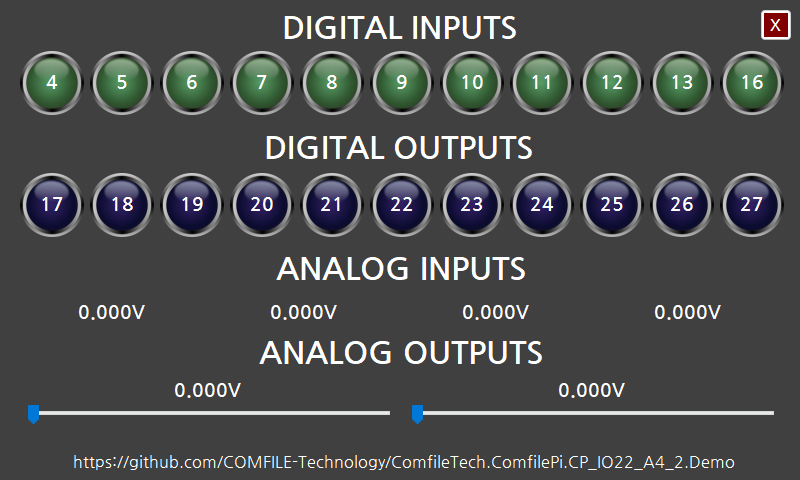 DIGITAL INPUTS
X
4 5 6 7 8 9 10 11 12 13 16
DIGITAL OUTPUTS
17 18 19 20 21 22 23 24 25 26 27
ANALOG INPUTS
0.000V 0.000V 0.000V 0.000V
ANALOG OUTPUTS
0.000V 0.000V
https://github.com/COMFILE-Technology/ComfileTech.ComfilePi.CP_IO22_A4_2.Demo